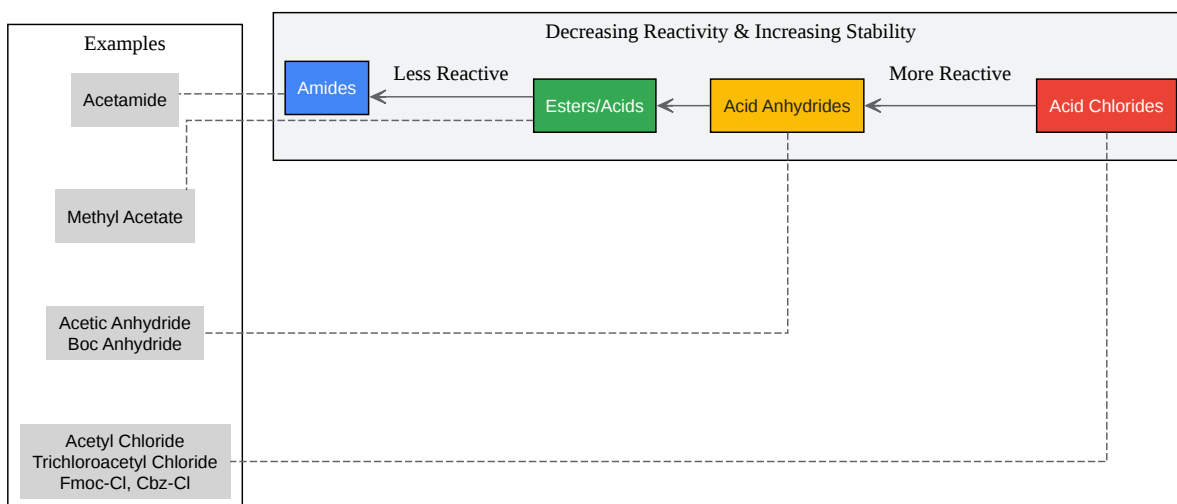 Decreasing Reactivity & Increasing Stability
Examples
Less Reactive
More Reactive
Amides
Esters/Acids
Acid Anhydrides
Acid Chlorides
Acetamide
Methyl Acetate
Acetic Anhydride
Boc Anhydride
Acetyl Chloride
Trichloroacetyl Chloride
Fmoc-Cl, Cbz-Cl